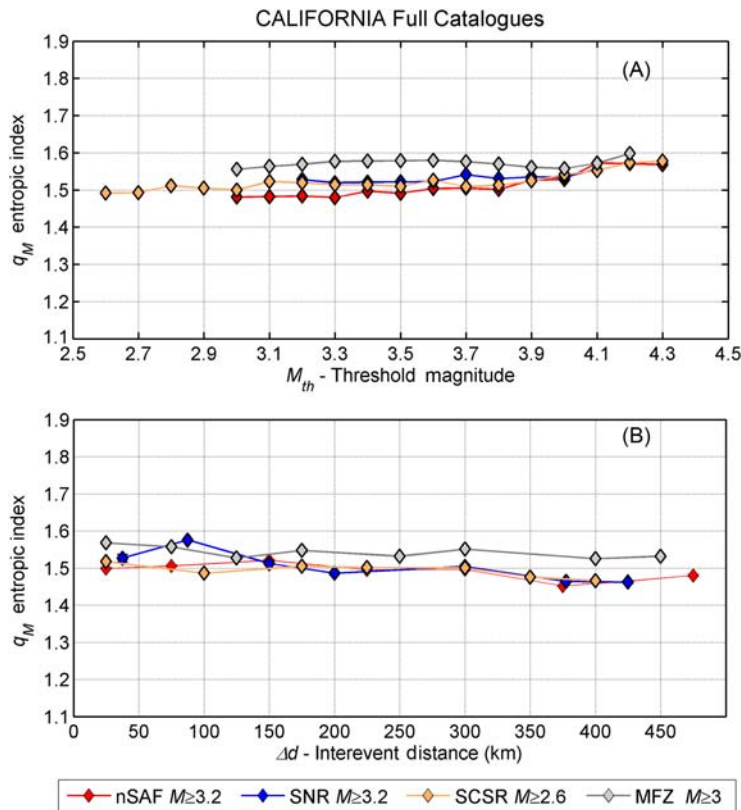 CALIFORNIA Full Catalogues
1.9
1.8
1.7
1.6
1.5
1.4
1.3
1.2
1.1
q_M entropic index
(A)
2.5 2.7 2.9 3.1 3.3 3.5 3.7 3.9 4.1 4.3 4.5
M_th - Threshold magnitude
1.9
1.8
1.7
1.6
1.5
1.4
1.3
1.2
1.1
q_M entropic index
(B)
0 50 100 150 200 250 300 350 400 450
Δd - Interevent distance (km)
nSAF M≥3.2 SNR M≥3.2 SCSR M≥2.6 MFZ M≥3